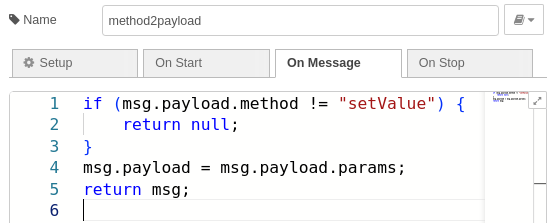 Name
method2payload
Setup
On Start
On Message
On Stop
1 if (msg.payload.method != "setValue") {
2     return null;
3 }
4 msg.payload = msg.payload.params;
5 return msg;
6